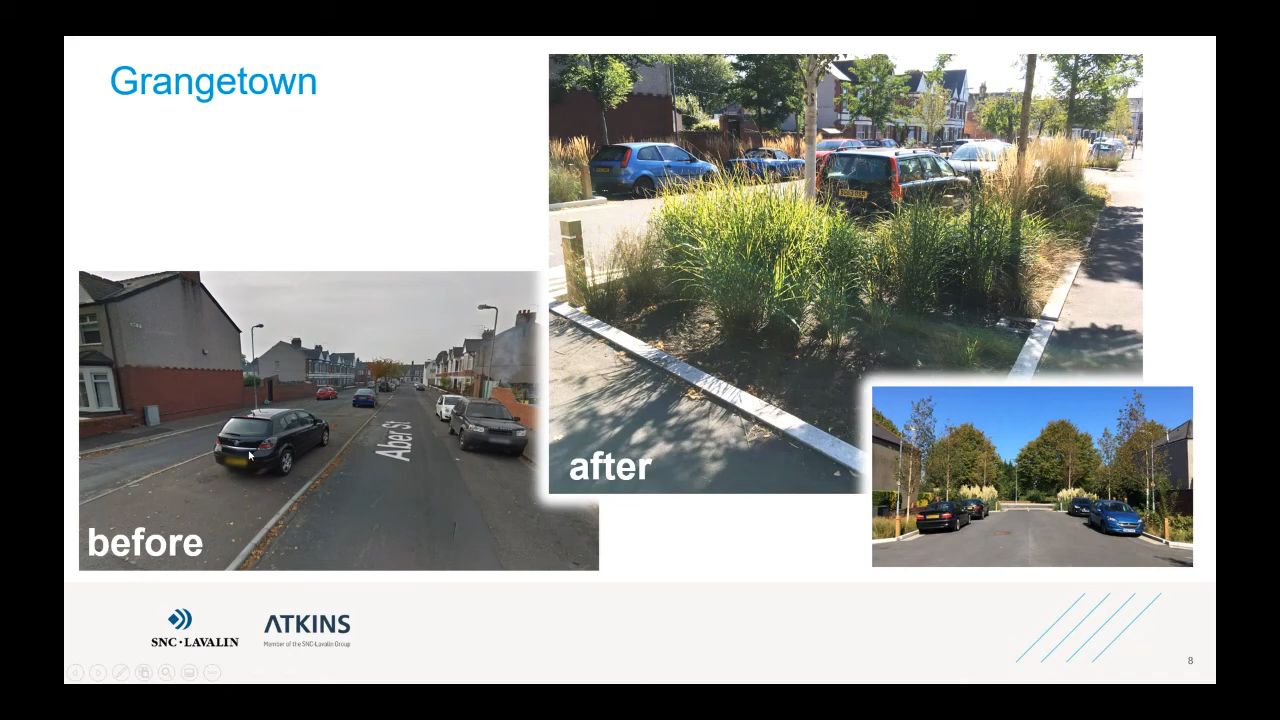 Grangetown
Aber St
before
after
SNC·LAVALIN
ATKINS
Member of the SNC-Lavalin Group
8